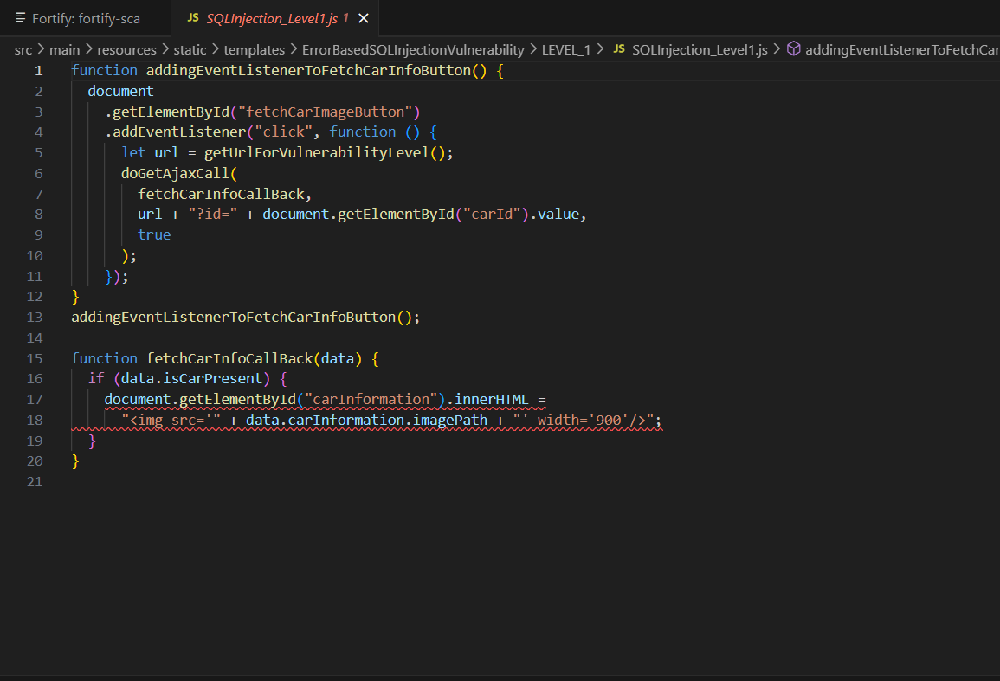 Fortify: fortify-sca
JS SQLInjection_Level1.js 1
src > main > resources > static > templates > ErrorBasedSQLInjectionVulnerability > LEVEL_1 > JS SQLInjection_Level1.js > addingEventListenerToFetchCar
1 function addingEventListenerToFetchCarInfoButton() {
2 document
3 .getElementById("fetchCarImageButton")
4 .addEventListener("click", function () {
5 let url = getUrlForVulnerabilityLevel();
6 doGetAjaxCall(
7 fetchCarInfoCallBack,
8 url + "?id=" + document.getElementById("carId").value,
9 true
10 );
11 });
12 }
13 addingEventListenerToFetchCarInfoButton();
14
15 function fetchCarInfoCallBack(data) {
16 if (data.isCarPresent) {
17 document.getElementById("carInformation").innerHTML =
18 "<img src='" + data.carInformation.imagePath + "' width='900'/>";
19 }
20 }
21